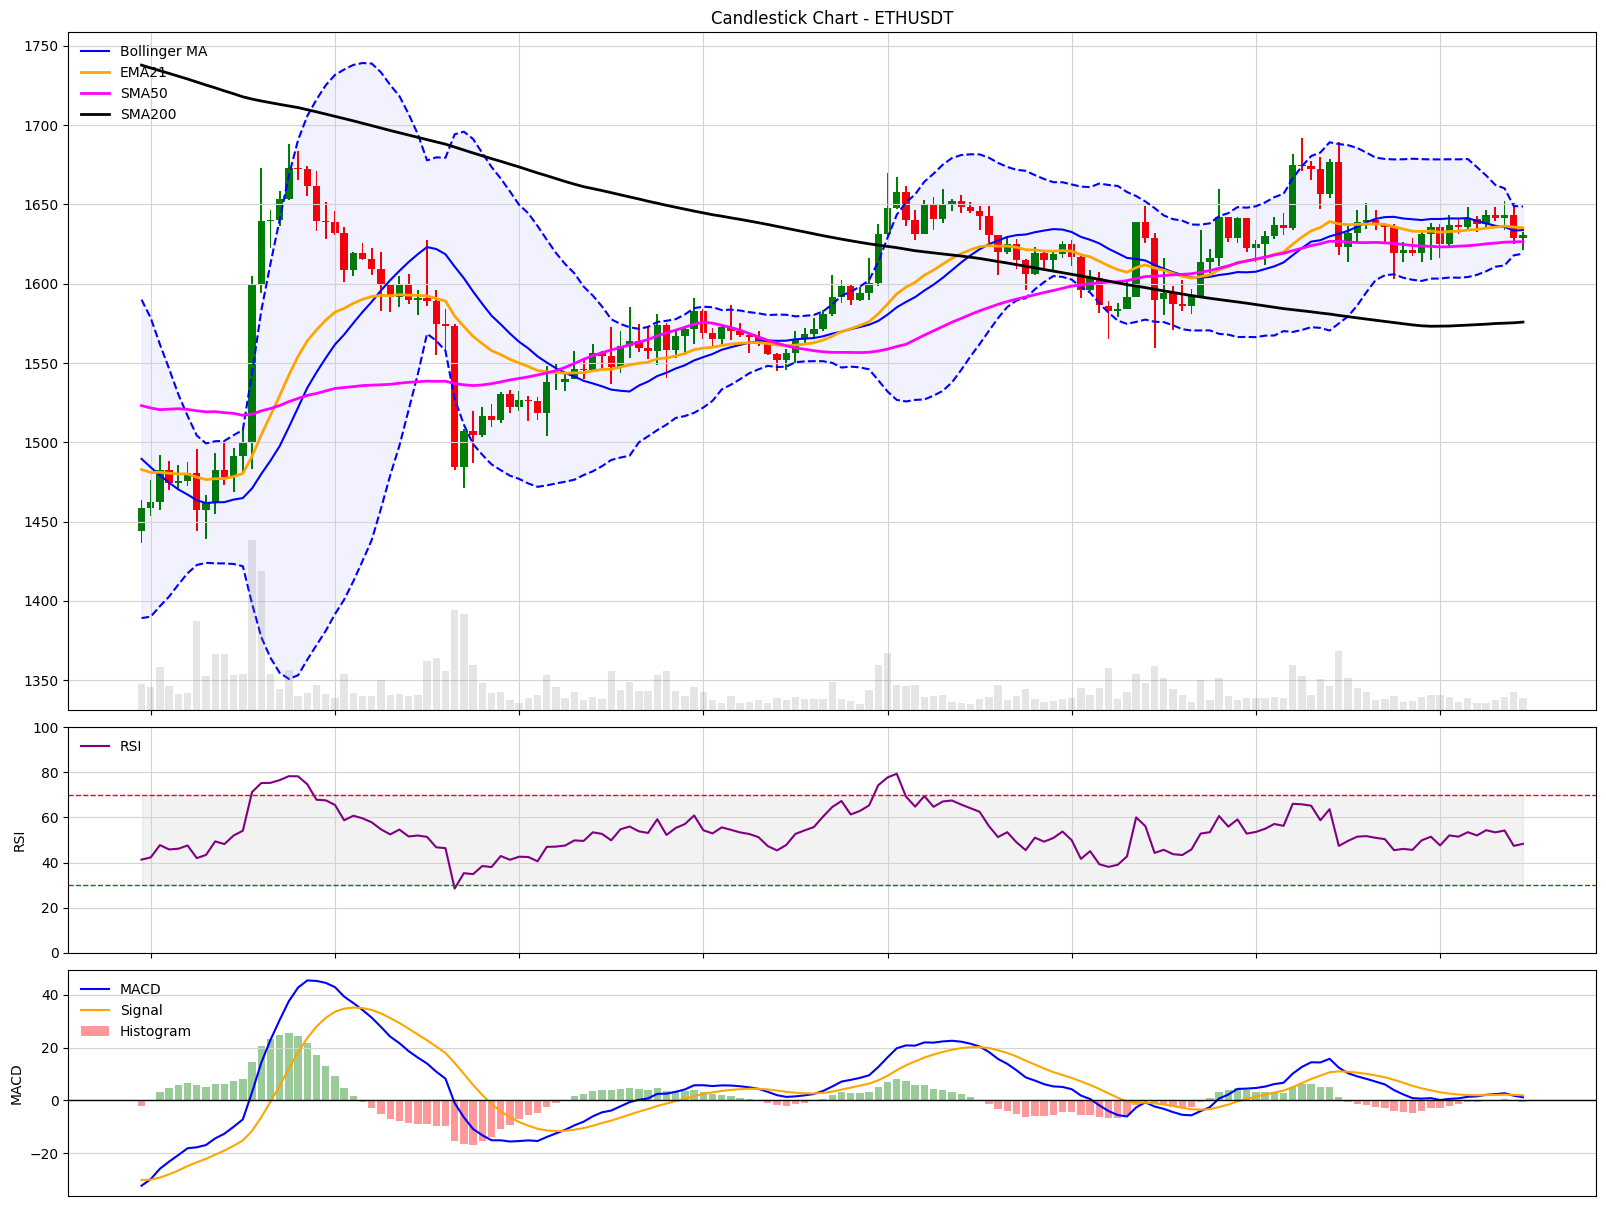 Candlestick Chart - ETHUSDT
Bollinger MA
EMA21
SMA50
SMA200
1750
1700
1650
1600
1550
1500
1450
1400
1350
RSI
100
80
60
40
20
0
RSI
MACD
Signal
Histogram
40
20
0
−20
MACD